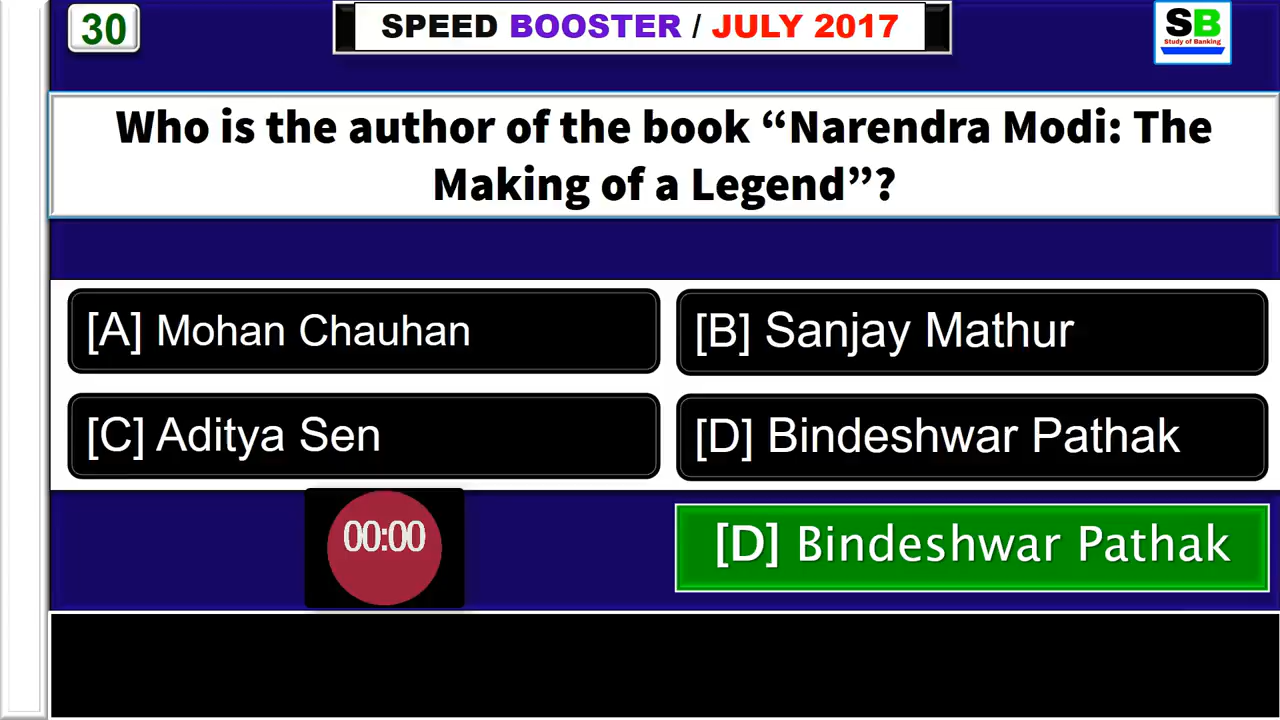 30
SPEED BOOSTER / JULY 2017
SB
Study of Banking
Who is the author of the book “Narendra Modi: The
Making of a Legend”?
[A] Mohan Chauhan
[B] Sanjay Mathur
[C] Aditya Sen
[D] Bindeshwar Pathak
00:00
[D] Bindeshwar Pathak